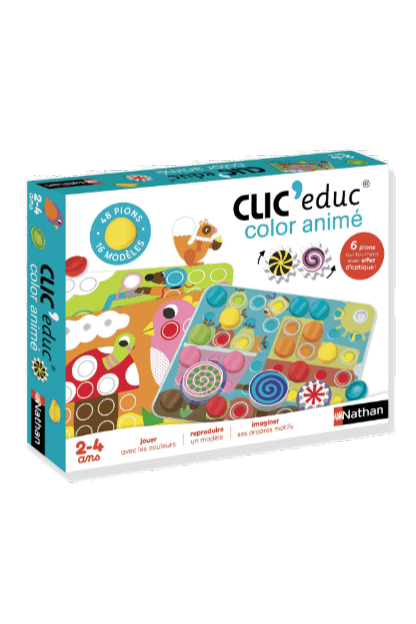 48 PIONS
16 MODÈLES
CLIC'educ®
color animé
6 pions
qui tournent
avec effet
d'optique !
2-4
ans
jouer
avec les couleurs
reproduire
un modèle
imaginer
ses propres motifs
Nathan
2-4
ans
CLIC'educ
color animé
Nathan